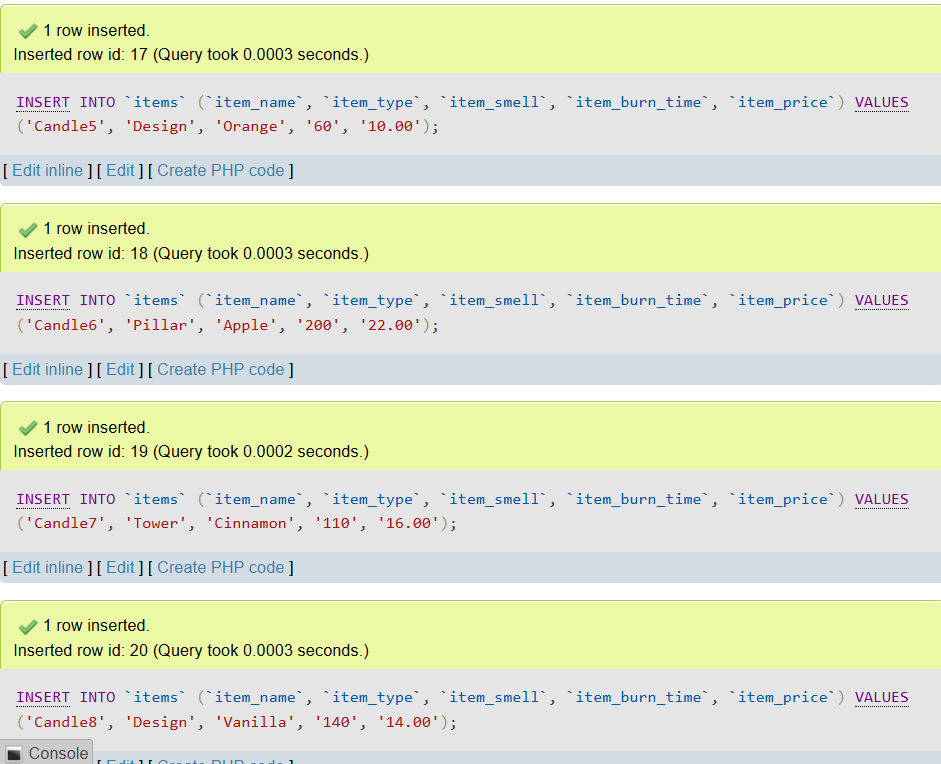 1 row inserted.
Inserted row id: 17 (Query took 0.0003 seconds.)
INSERT INTO `items` (`item_name`, `item_type`, `item_smell`, `item_burn_time`, `item_price`) VALUES
('Candle5', 'Design', 'Orange', '60', '10.00');
[ Edit inline ] [ Edit ] [ Create PHP code ]
1 row inserted.
Inserted row id: 18 (Query took 0.0003 seconds.)
INSERT INTO `items` (`item_name`, `item_type`, `item_smell`, `item_burn_time`, `item_price`) VALUES
('Candle6', 'Pillar', 'Apple', '200', '22.00');
[ Edit inline ] [ Edit ] [ Create PHP code ]
1 row inserted.
Inserted row id: 19 (Query took 0.0002 seconds.)
INSERT INTO `items` (`item_name`, `item_type`, `item_smell`, `item_burn_time`, `item_price`) VALUES
('Candle7', 'Tower', 'Cinnamon', '110', '16.00');
[ Edit inline ] [ Edit ] [ Create PHP code ]
1 row inserted.
Inserted row id: 20 (Query took 0.0003 seconds.)
INSERT INTO `items` (`item_name`, `item_type`, `item_smell`, `item_burn_time`, `item_price`) VALUES
('Candle8', 'Design', 'Vanilla', '140', '14.00');
Console
[ Edit ] [ Create PHP code ]